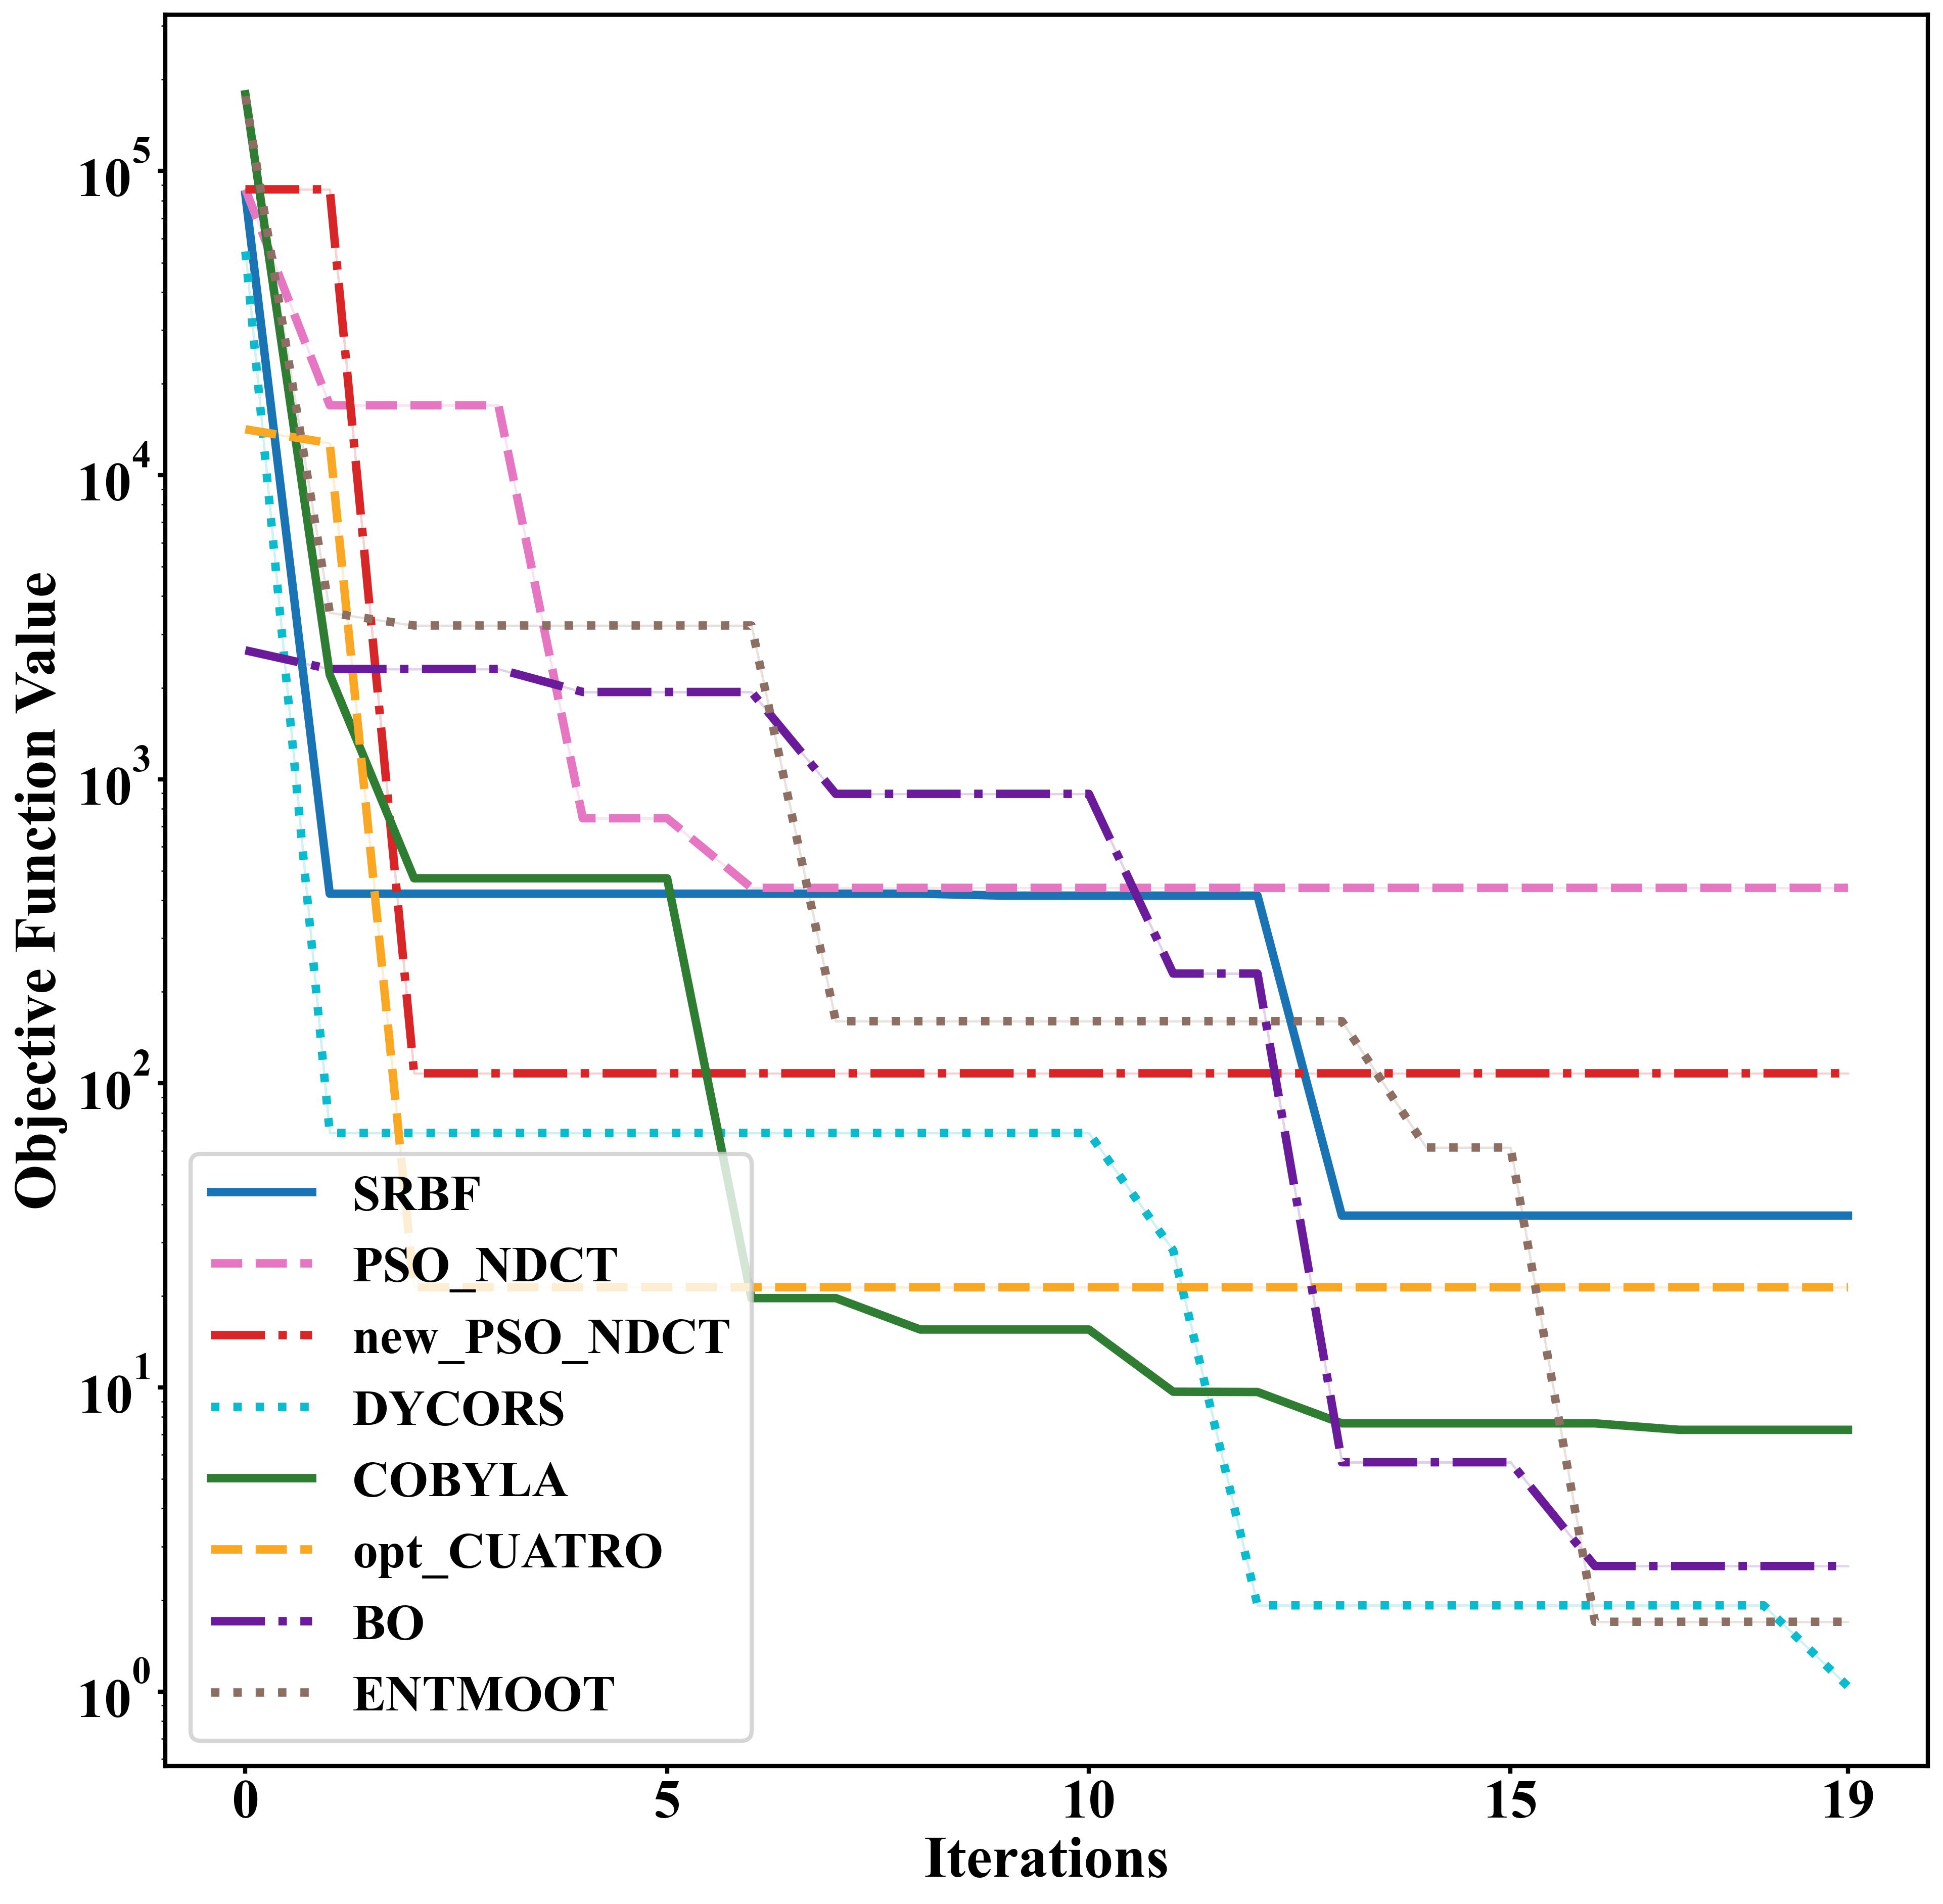 Objective Function Value
10^5
10^4
10^3
10^2
10^1
10^0
SRBF
PSO_NDCT
new_PSO_NDCT
DYCORS
COBYLA
opt_CUATRO
BO
ENTMOOT
0 5 10 15 19
Iterations